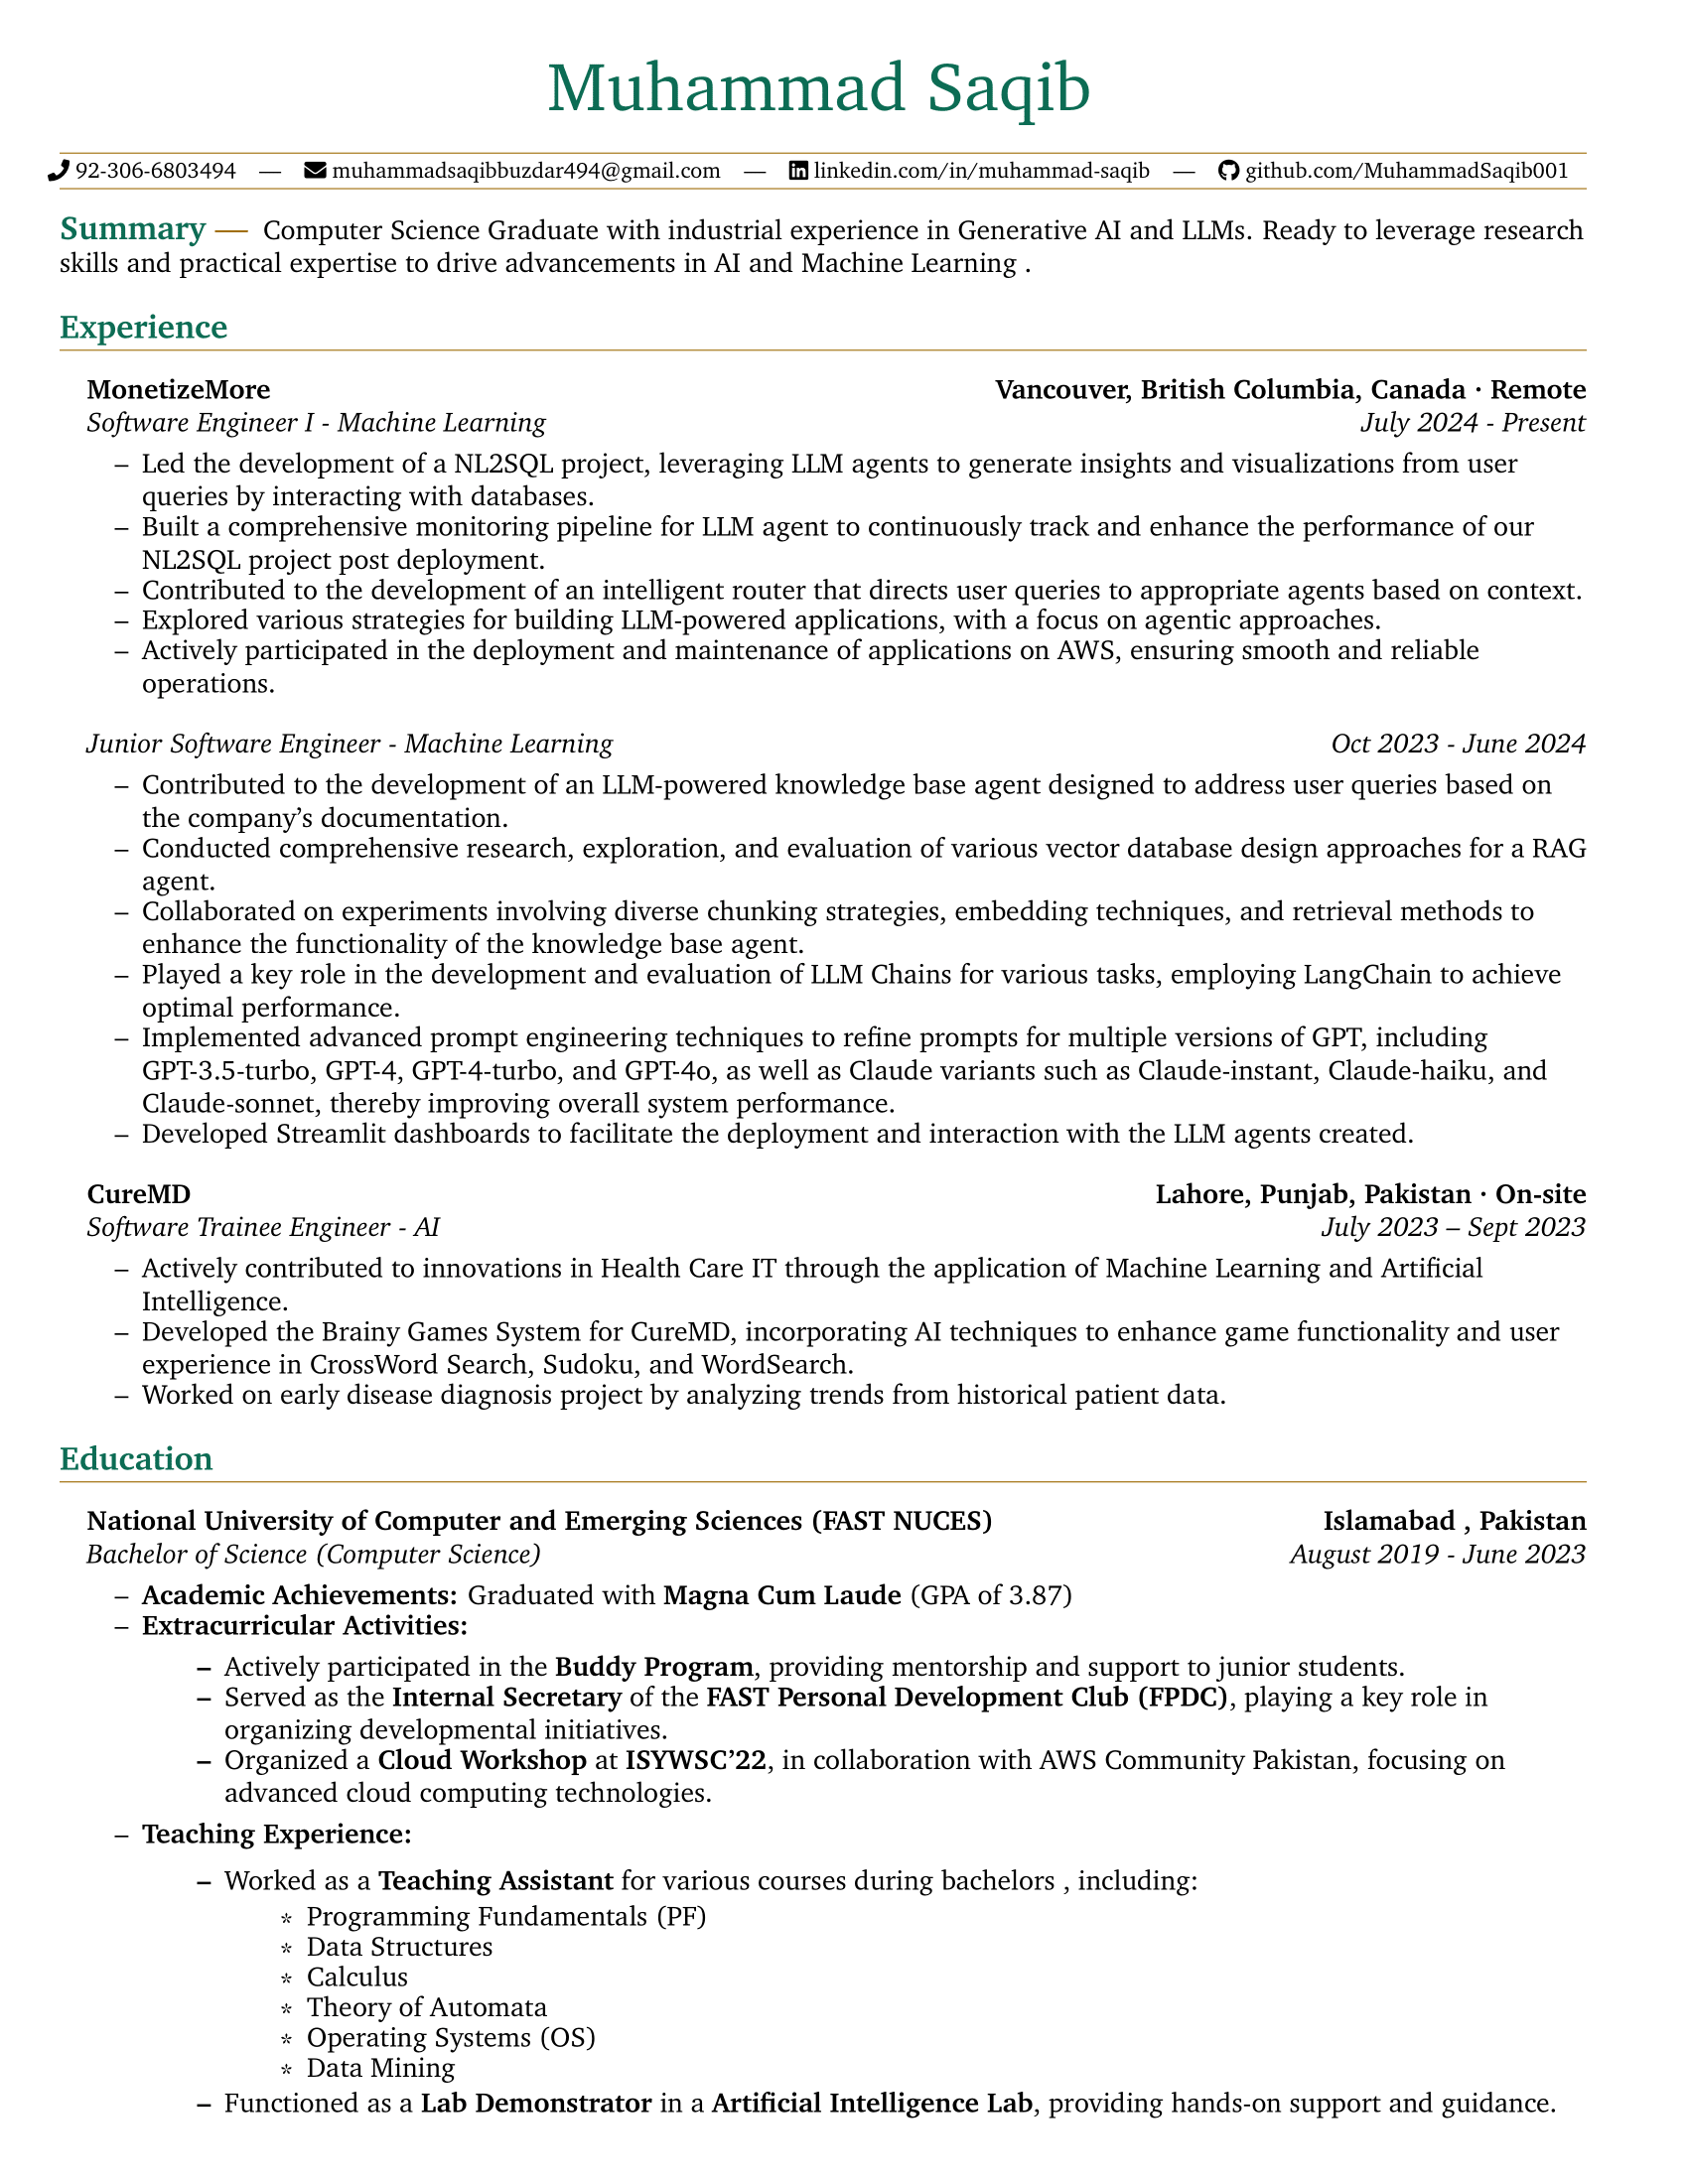 Muhammad Saqib
92-306-6803494 — muhammadsaqibbuzdar494@gmail.com — linkedin.com/in/muhammad-saqib — github.com/MuhammadSaqib001
Summary — Computer Science Graduate with industrial experience in Generative AI and LLMs. Ready to leverage research
skills and practical expertise to drive advancements in AI and Machine Learning .
Experience
MonetizeMore Vancouver, British Columbia, Canada · Remote
Software Engineer I - Machine Learning July 2024 - Present
– Led the development of a NL2SQL project, leveraging LLM agents to generate insights and visualizations from user
queries by interacting with databases.
– Built a comprehensive monitoring pipeline for LLM agent to continuously track and enhance the performance of our
NL2SQL project post deployment.
– Contributed to the development of an intelligent router that directs user queries to appropriate agents based on context.
– Explored various strategies for building LLM-powered applications, with a focus on agentic approaches.
– Actively participated in the deployment and maintenance of applications on AWS, ensuring smooth and reliable
operations.
Junior Software Engineer - Machine Learning Oct 2023 - June 2024
– Contributed to the development of an LLM-powered knowledge base agent designed to address user queries based on
the company’s documentation.
– Conducted comprehensive research, exploration, and evaluation of various vector database design approaches for a RAG
agent.
– Collaborated on experiments involving diverse chunking strategies, embedding techniques, and retrieval methods to
enhance the functionality of the knowledge base agent.
– Played a key role in the development and evaluation of LLM Chains for various tasks, employing LangChain to achieve
optimal performance.
– Implemented advanced prompt engineering techniques to refine prompts for multiple versions of GPT, including
GPT-3.5-turbo, GPT-4, GPT-4-turbo, and GPT-4o, as well as Claude variants such as Claude-instant, Claude-haiku, and
Claude-sonnet, thereby improving overall system performance.
– Developed Streamlit dashboards to facilitate the deployment and interaction with the LLM agents created.
CureMD Lahore, Punjab, Pakistan · On-site
Software Trainee Engineer - AI July 2023 – Sept 2023
– Actively contributed to innovations in Health Care IT through the application of Machine Learning and Artificial
Intelligence.
– Developed the Brainy Games System for CureMD, incorporating AI techniques to enhance game functionality and user
experience in CrossWord Search, Sudoku, and WordSearch.
– Worked on early disease diagnosis project by analyzing trends from historical patient data.
Education
National University of Computer and Emerging Sciences (FAST NUCES) Islamabad , Pakistan
Bachelor of Science (Computer Science) August 2019 - June 2023
– Academic Achievements: Graduated with Magna Cum Laude (GPA of 3.87)
– Extracurricular Activities:
– Actively participated in the Buddy Program, providing mentorship and support to junior students.
– Served as the Internal Secretary of the FAST Personal Development Club (FPDC), playing a key role in
organizing developmental initiatives.
– Organized a Cloud Workshop at ISYWSC’22, in collaboration with AWS Community Pakistan, focusing on
advanced cloud computing technologies.
– Teaching Experience:
– Worked as a Teaching Assistant for various courses during bachelors , including:
* Programming Fundamentals (PF)
* Data Structures
* Calculus
* Theory of Automata
* Operating Systems (OS)
* Data Mining
– Functioned as a Lab Demonstrator in a Artificial Intelligence Lab, providing hands-on support and guidance.